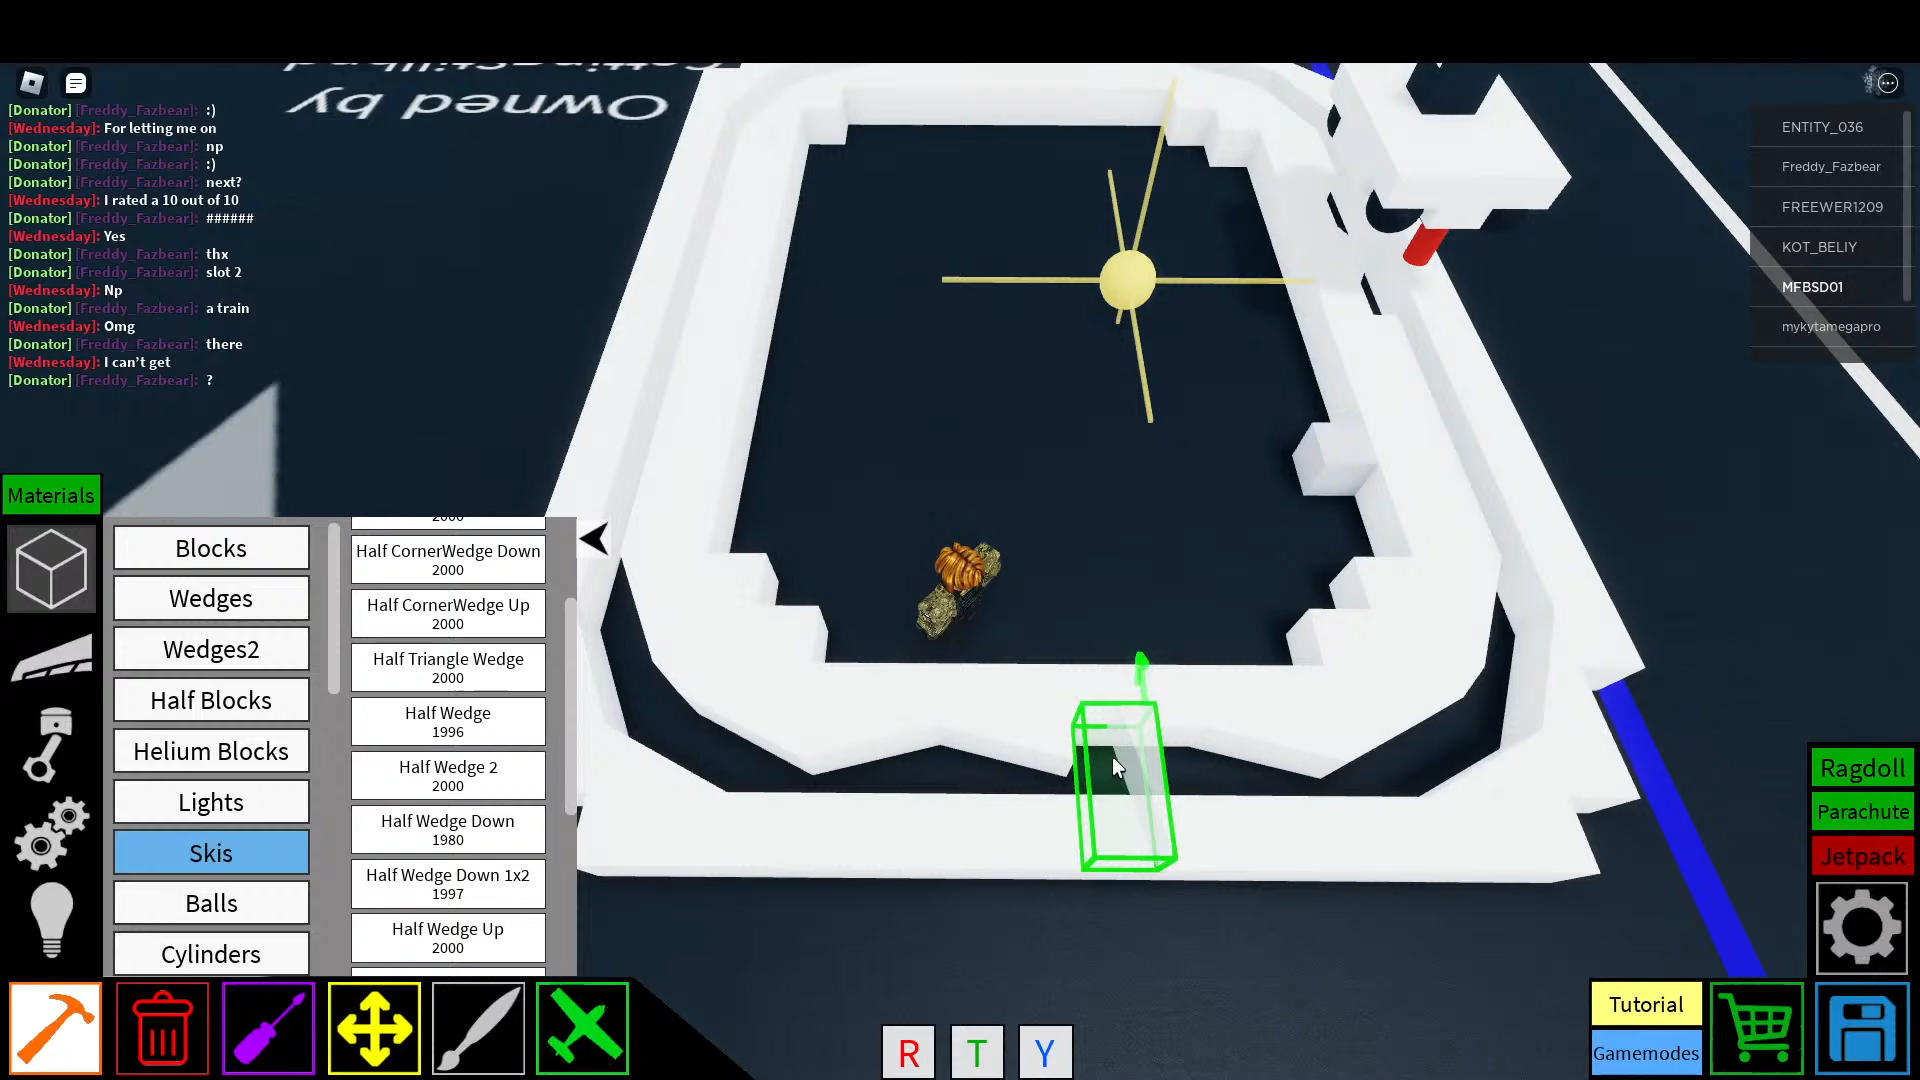 Owned by
[Donator] [Freddy_Fazbear]: :)
[Wednesday]: For letting me on
[Donator] [Freddy_Fazbear]: np
[Donator] [Freddy_Fazbear]: :)
[Donator] [Freddy_Fazbear]: next?
[Wednesday]: I rated a 10 out of 10
[Donator] [Freddy_Fazbear]: ######
[Wednesday]: Yes
[Donator] [Freddy_Fazbear]: thx
[Donator] [Freddy_Fazbear]: slot 2
[Wednesday]: Np
[Donator] [Freddy_Fazbear]: a train
[Wednesday]: Omg
[Donator] [Freddy_Fazbear]: there
[Wednesday]: I can't get
[Donator] [Freddy_Fazbear]: ?
ENTITY_036
Freddy_Fazbear
FREEWER1209
KOT_BELIY
MFBSD01
mykytamegapro
Materials
Blocks
Wedges
Wedges2
Half Blocks
Helium Blocks
Lights
Skis
Balls
Cylinders
2000
Half CornerWedge Down
2000
Half CornerWedge Up
2000
Half Triangle Wedge
2000
Half Wedge
1996
Half Wedge 2
2000
Half Wedge Down
1980
Half Wedge Down 1x2
1997
Half Wedge Up
2000
Ragdoll
Parachute
Jetpack
Tutorial
Gamemodes
R T Y